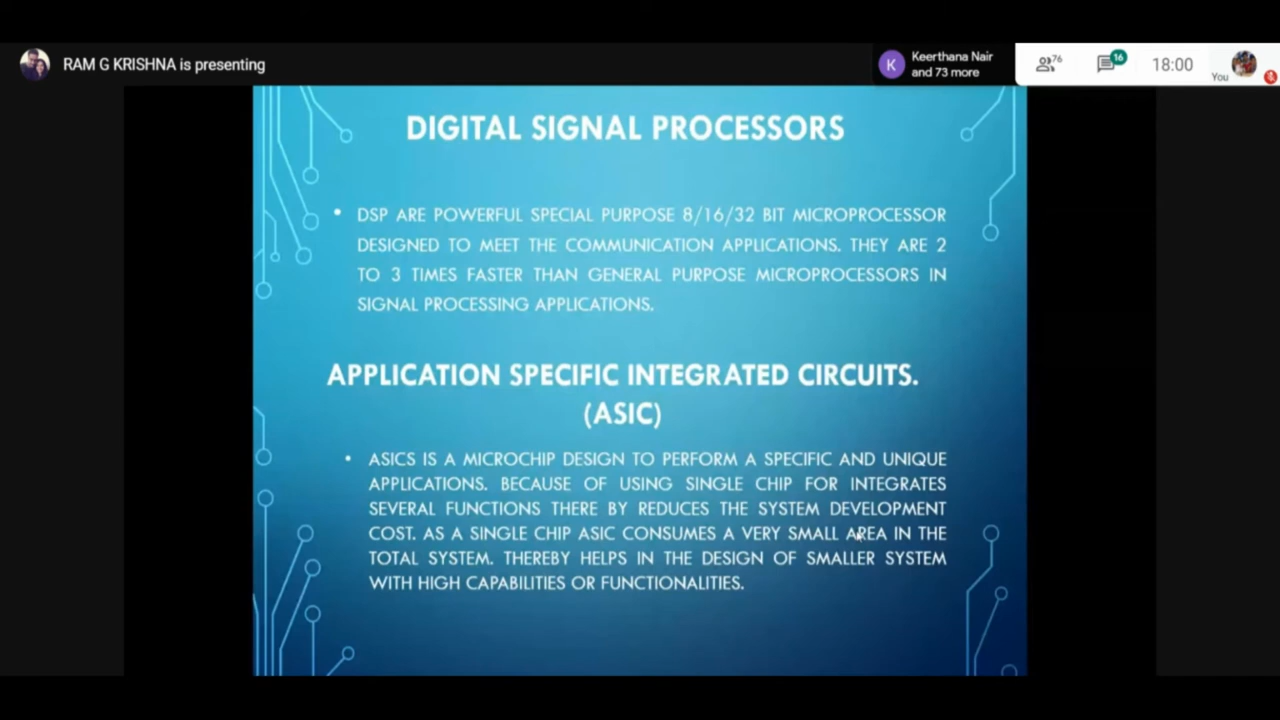 RAM G KRISHNA is presenting
K
Keerthana Nair
and 73 more
76
16
18:00
You
DIGITAL SIGNAL PROCESSORS
• DSP ARE POWERFUL SPECIAL PURPOSE 8/16/32 BIT MICROPROCESSOR
DESIGNED TO MEET THE COMMUNICATION APPLICATIONS. THEY ARE 2
TO 3 TIMES FASTER THAN GENERAL PURPOSE MICROPROCESSORS IN
SIGNAL PROCESSING APPLICATIONS.
APPLICATION SPECIFIC INTEGRATED CIRCUITS.
(ASIC)
• ASICS IS A MICROCHIP DESIGN TO PERFORM A SPECIFIC AND UNIQUE
APPLICATIONS. BECAUSE OF USING SINGLE CHIP FOR INTEGRATES
SEVERAL FUNCTIONS THERE BY REDUCES THE SYSTEM DEVELOPMENT
COST. AS A SINGLE CHIP ASIC CONSUMES A VERY SMALL AREA IN THE
TOTAL SYSTEM. THEREBY HELPS IN THE DESIGN OF SMALLER SYSTEM
WITH HIGH CAPABILITIES OR FUNCTIONALITIES.